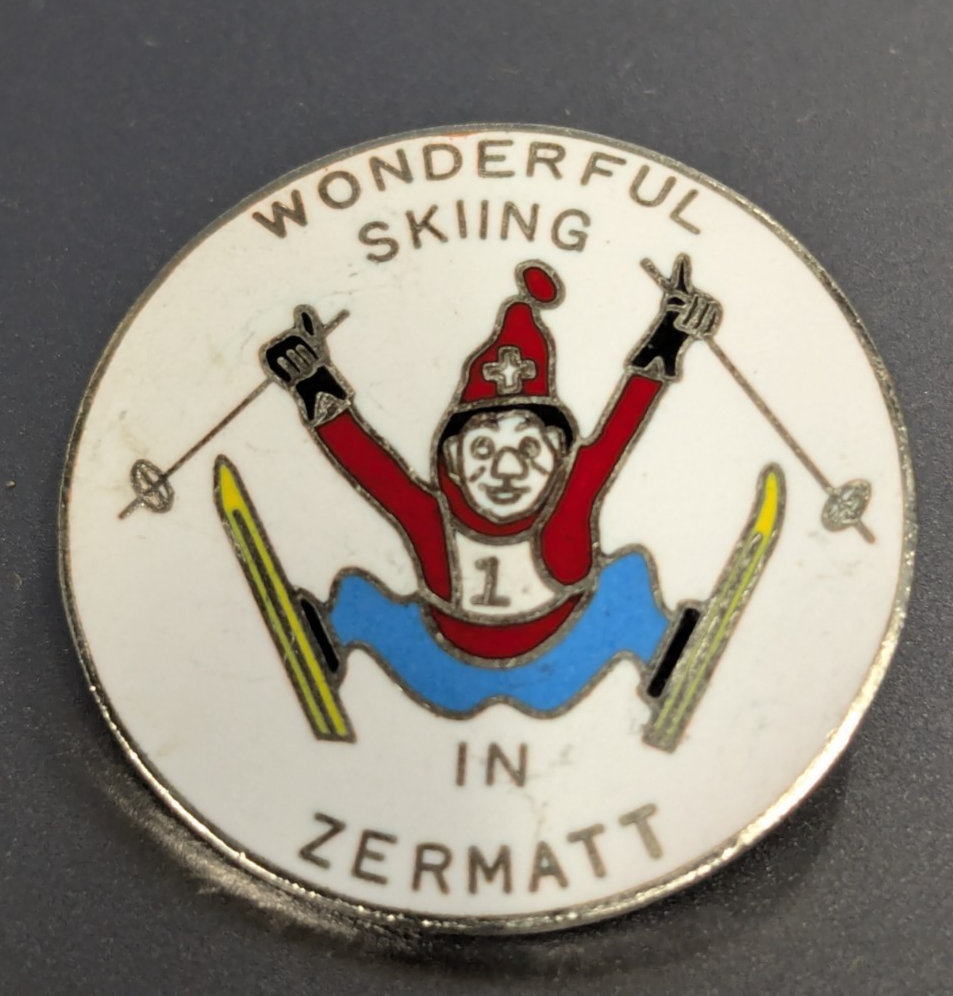 WONDERFUL
SKIING
1
IN
ZERMATT